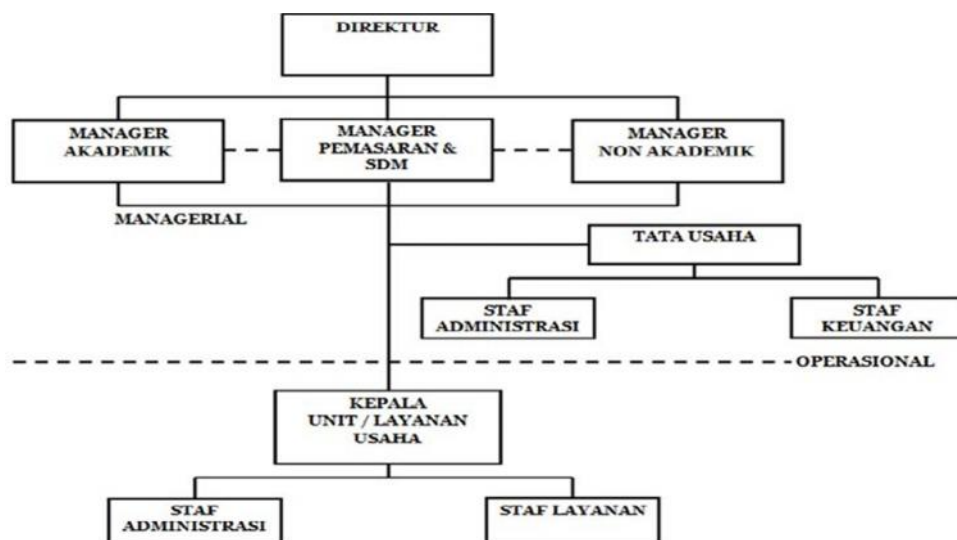 DIREKTUR
MANAGER
AKADEMIK
MANAGER
PEMASARAN &
SDM
MANAGER
NON AKADEMIK
MANAGERIAL
TATA USAHA
STAF
ADMINISTRASI
STAF
KEUANGAN
OPERASIONAL
KEPALA
UNIT / LAYANAN
USAHA
STAF
ADMINISTRASI
STAF LAYANAN